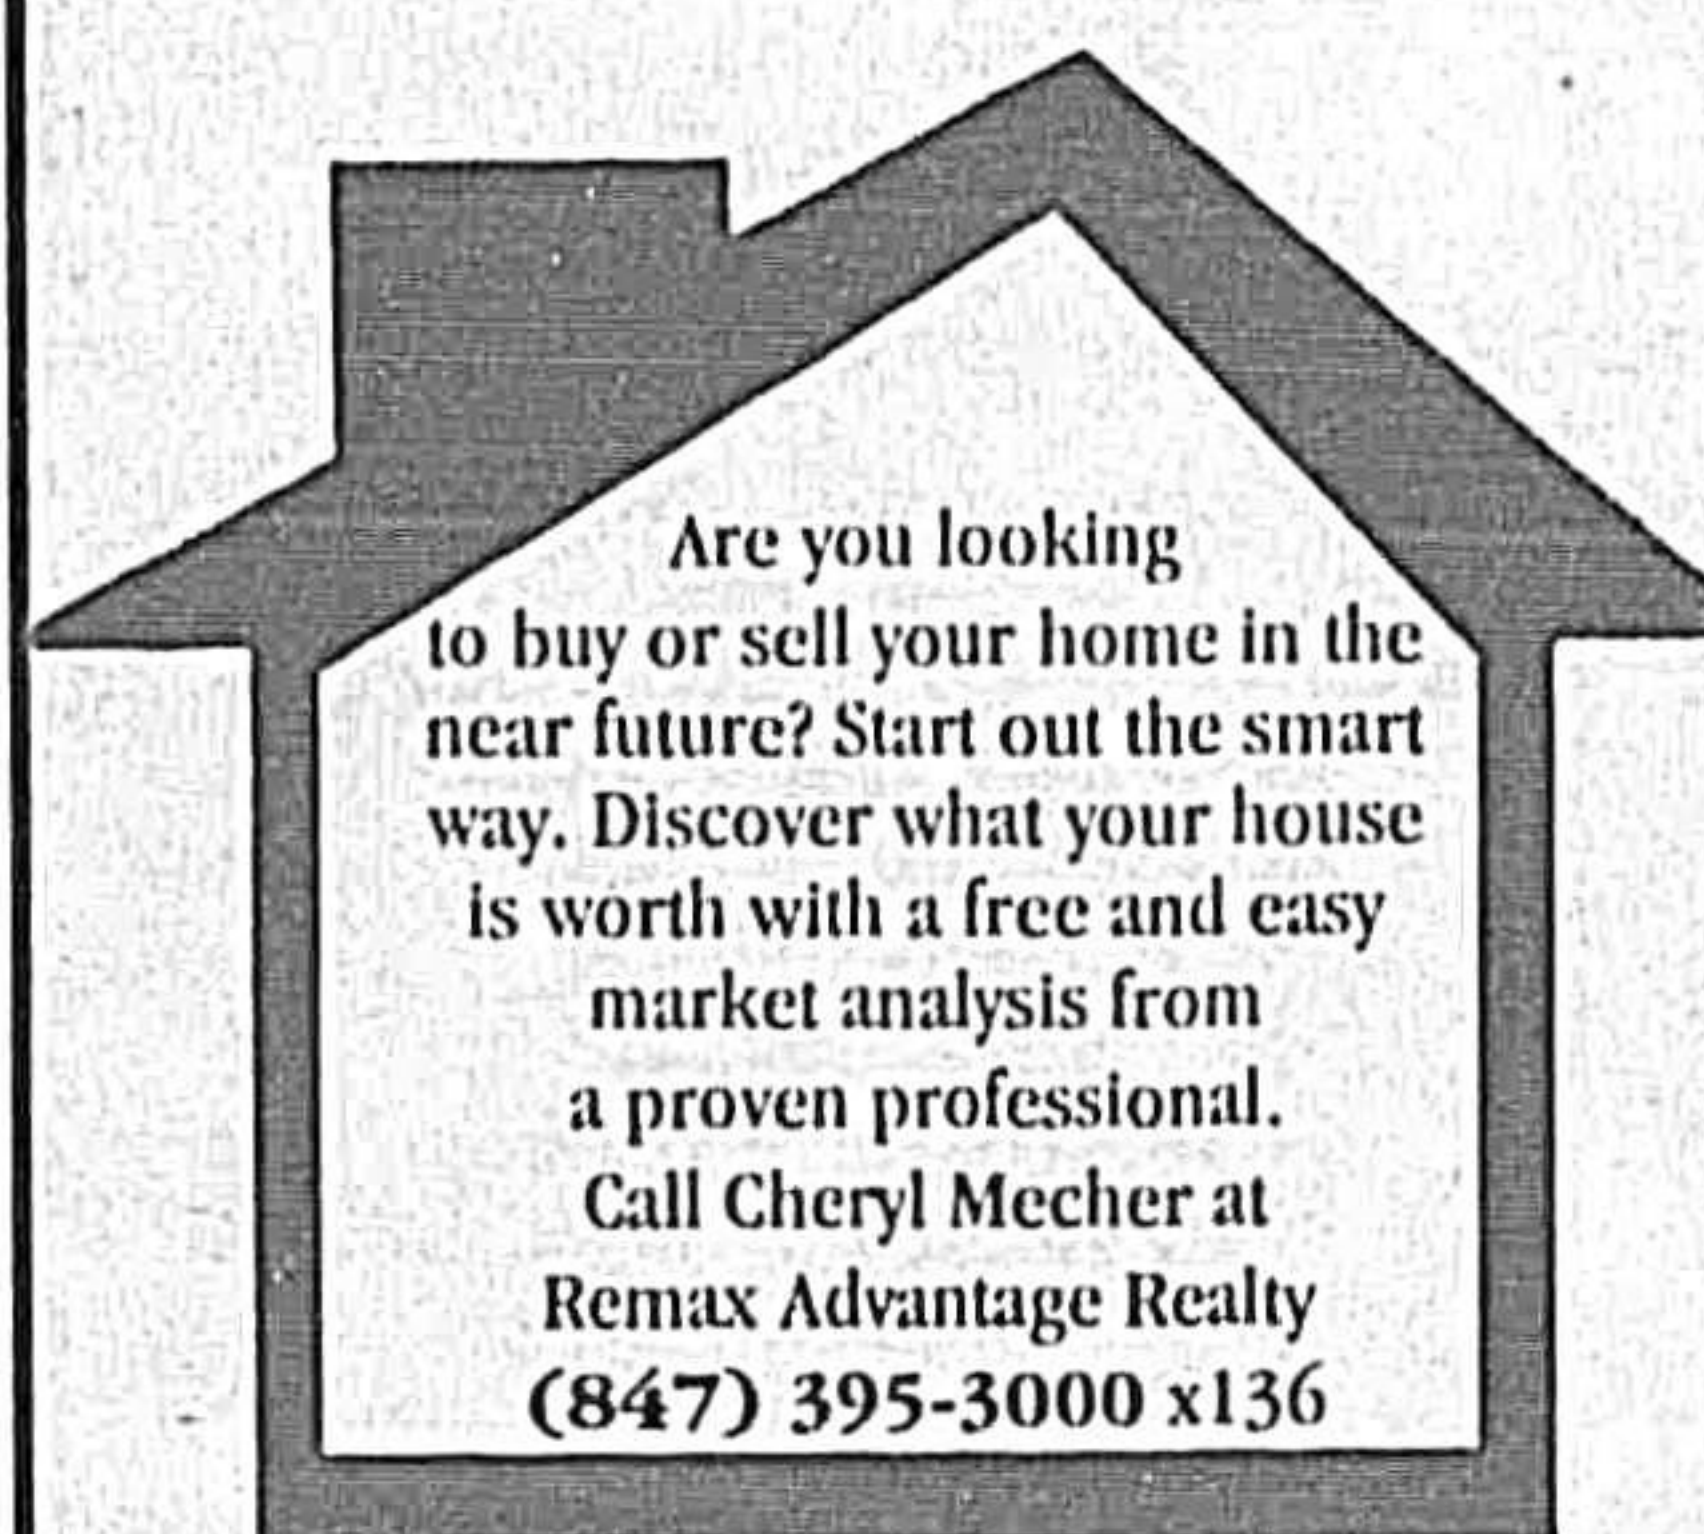 Are you looking
to buy or sell your home in the
near future? Start out the smart
way. Discover what your house
is worth with a free and easy
market analysis from
a proven professional.
Call Cheryl Mecher at
Remax Advantage Realty
(847) 395-3000 x136